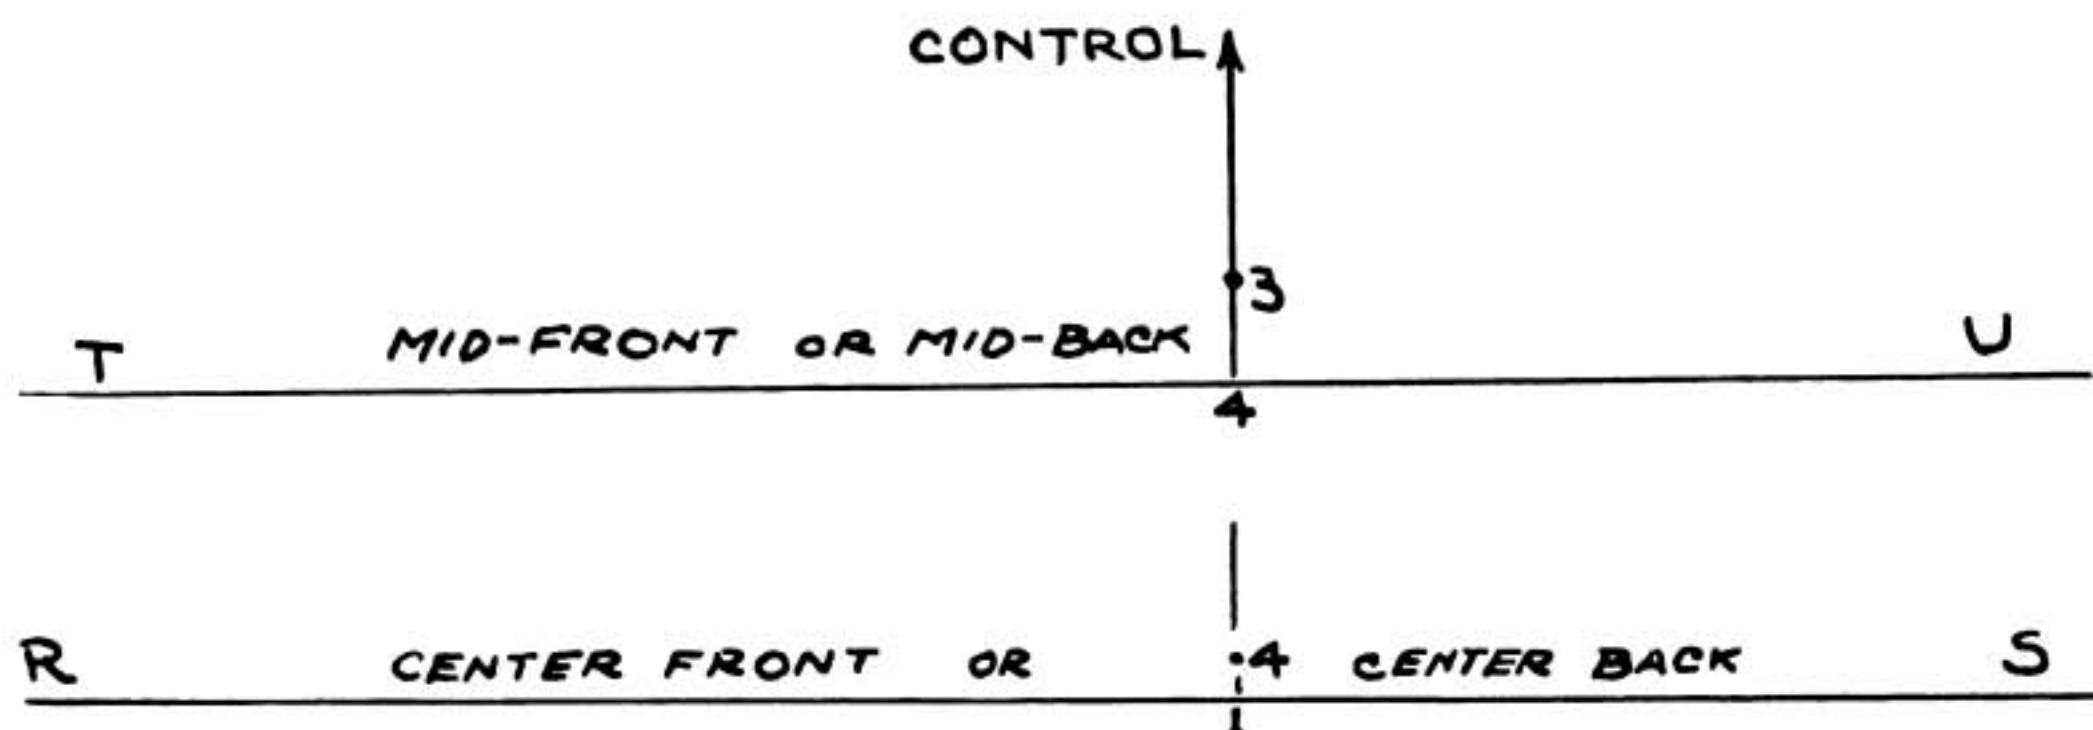 CONTROL
3
T MID-FRONT OR MID-BACK U
4
R CENTER FRONT OR 4 CENTER BACK S